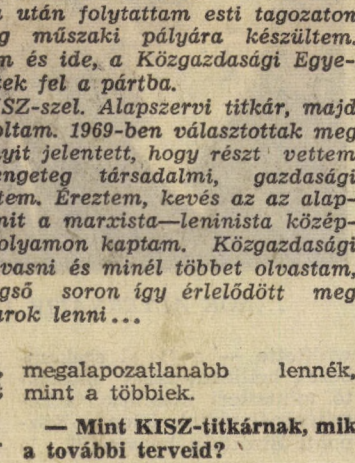 után folytattam esti tagozaton
műszaki pályára készültem.
és ide, a Közgazdasági Egye-
fel a pártba.
ISZ-szel. Alapszervi titkár, majd
1969-ben választottak meg
jelentett, hogy részt vettem
társadalmi, gazdasági
Éreztem, kevés az az alap-
a marxista—leninista közép-
kaptam. Közgazdasági
és minél többet olvastam,
soron így érlelődött meg
lenni...
megalapozatlanabb lennék,
mint a többiek.
— Mint KISZ-titkárnak, mik
a további terveid?